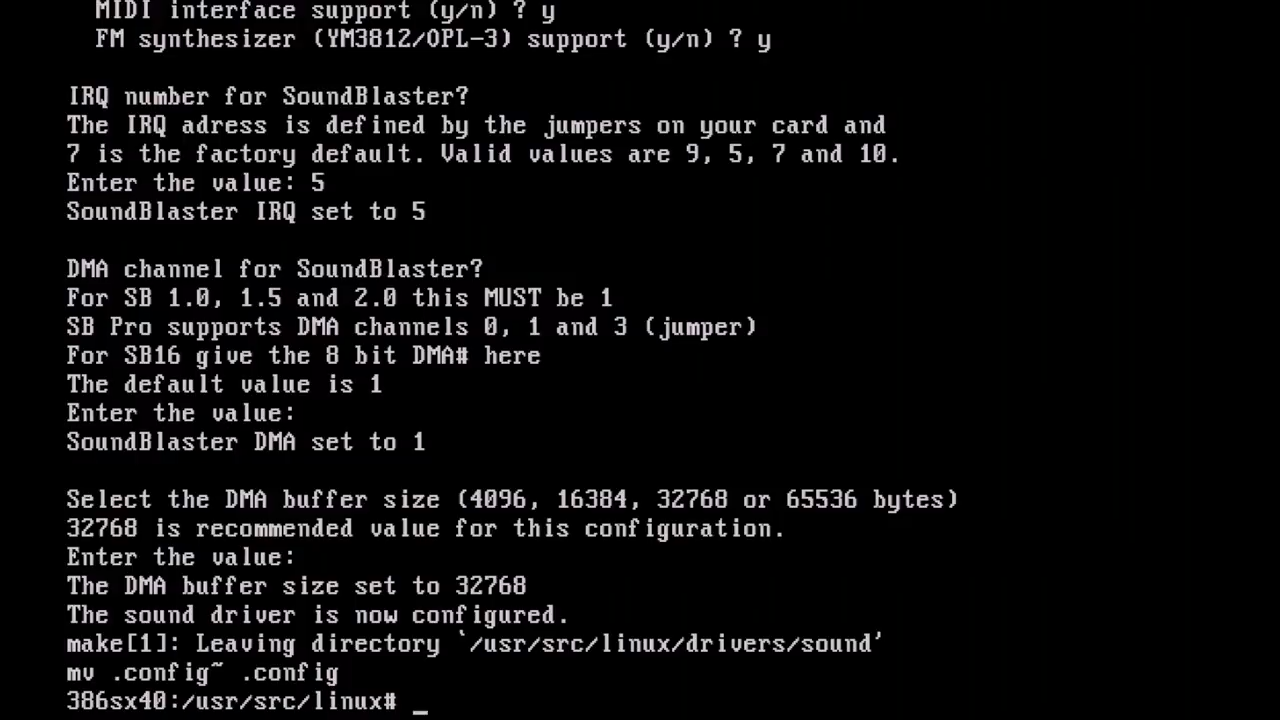 MIDI interface support (y/n) ? y
FM synthesizer (YM3812/OPL-3) support (y/n) ? y
IRQ number for SoundBlaster?
The IRQ adress is defined by the jumpers on your card and
7 is the factory default. Valid values are 9, 5, 7 and 10.
Enter the value: 5
SoundBlaster IRQ set to 5
DMA channel for SoundBlaster?
For SB 1.0, 1.5 and 2.0 this MUST be 1
SB Pro supports DMA channels 0, 1 and 3 (jumper)
For SB16 give the 8 bit DMA# here
The default value is 1
Enter the value:
SoundBlaster DMA set to 1
Select the DMA buffer size (4096, 16384, 32768 or 65536 bytes)
32768 is recommended value for this configuration.
Enter the value:
The DMA buffer size set to 32768
The sound driver is now configured.
make[1]: Leaving directory `/usr/src/linux/drivers/sound'
mv .config~ .config
386sx40:/usr/src/linux# _